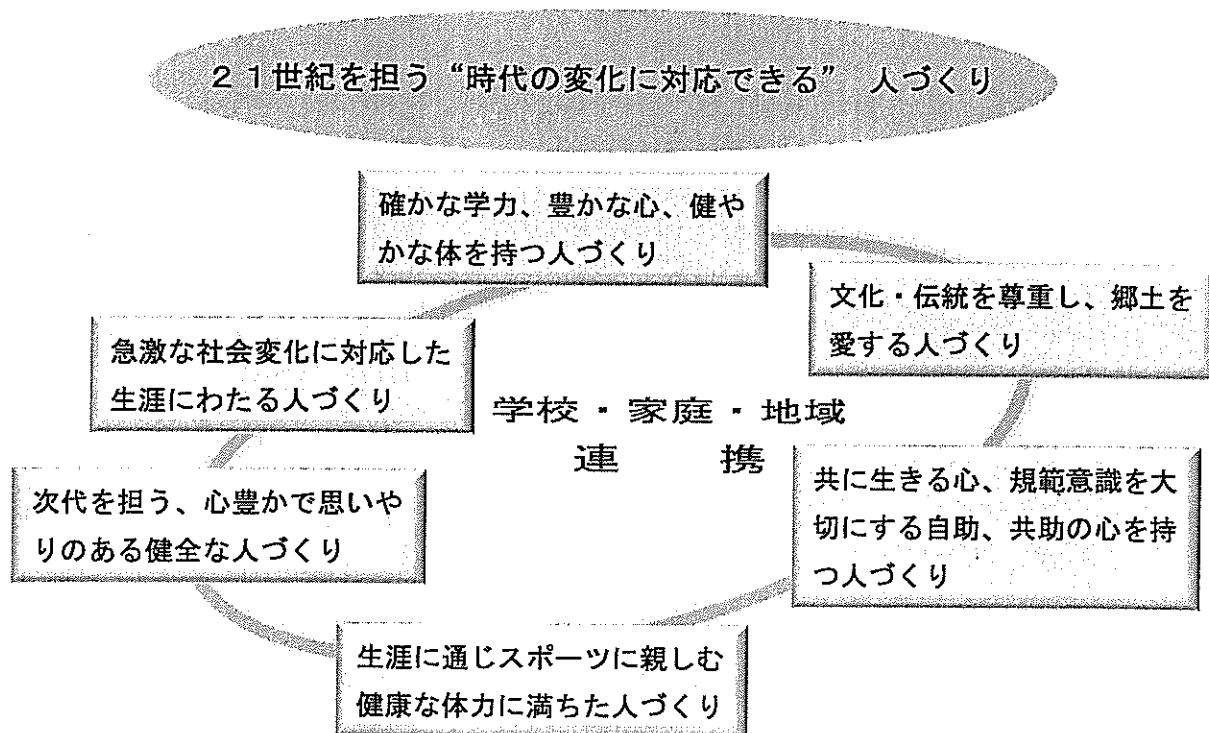 21世紀を担う“時代の変化に対応できる” 人づくり
確かな学力、豊かな心、健や
かな体を持つ人づくり
文化・伝統を尊重し、郷土を
愛する人づくり
急激な社会変化に対応した
生涯にわたる人づくり
学校・家庭・地域
連 携
共に生きる心、規範意識を大
切にする自助、共助の心を持
つ人づくり
次代を担う、心豊かで思いや
りのある健全な人づくり
生涯に通じスポーツに親しむ
健康な体力に満ちた人づくり